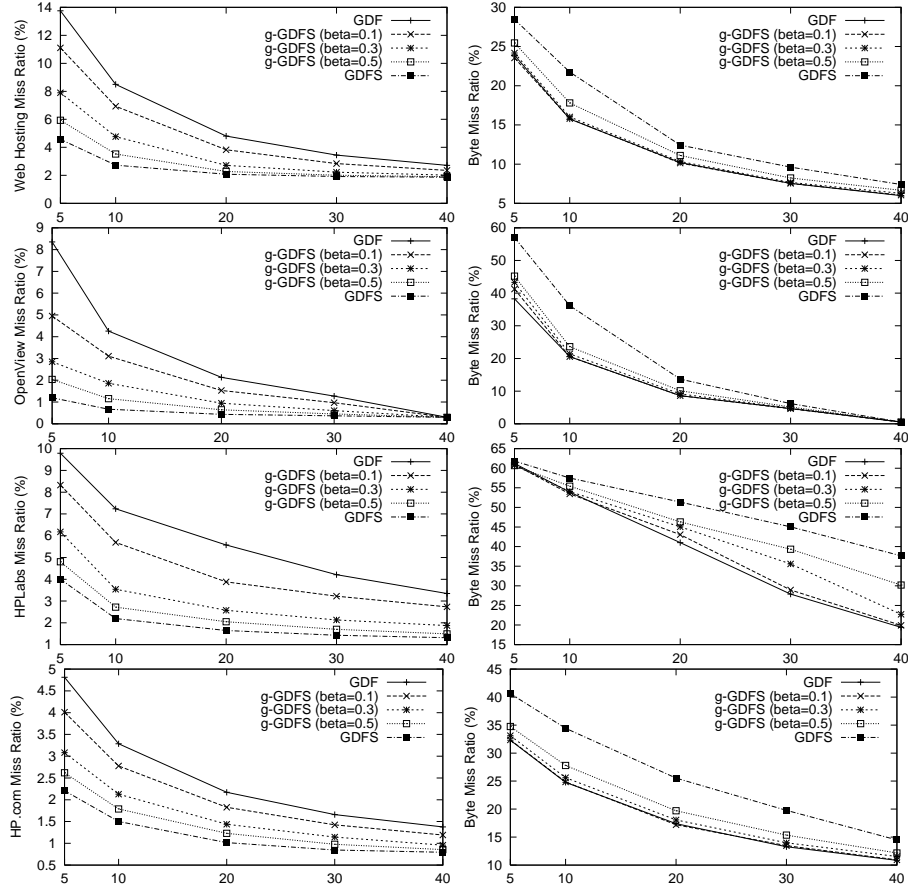 Web Hosting Miss Ratio (%)
14
12
10
8
6
4
2
0
5
10
20
30
40
GDF
g-GDFS (beta=0.1)
g-GDFS (beta=0.3)
g-GDFS (beta=0.5)
GDFS
Byte Miss Ratio (%)
30
25
20
15
10
5
5
10
20
30
40
GDF
g-GDFS (beta=0.1)
g-GDFS (beta=0.3)
g-GDFS (beta=0.5)
GDFS
OpenView Miss Ratio (%)
9
8
7
6
5
4
3
2
1
0
5
10
20
30
40
GDF
g-GDFS (beta=0.1)
g-GDFS (beta=0.3)
g-GDFS (beta=0.5)
GDFS
Byte Miss Ratio (%)
60
50
40
30
20
10
0
5
10
20
30
40
GDF
g-GDFS (beta=0.1)
g-GDFS (beta=0.3)
g-GDFS (beta=0.5)
GDFS
HPLabs Miss Ratio (%)
10
9
8
7
6
5
4
3
2
1
5
10
20
30
40
GDF
g-GDFS (beta=0.1)
g-GDFS (beta=0.3)
g-GDFS (beta=0.5)
GDFS
Byte Miss Ratio (%)
65
60
55
50
45
40
35
30
25
20
15
5
10
20
30
40
GDF
g-GDFS (beta=0.1)
g-GDFS (beta=0.3)
g-GDFS (beta=0.5)
GDFS
HP.com Miss Ratio (%)
5
4.5
4
3.5
3
2.5
2
1.5
1
0.5
5
10
20
30
40
GDF
g-GDFS (beta=0.1)
g-GDFS (beta=0.3)
g-GDFS (beta=0.5)
GDFS
Byte Miss Ratio (%)
45
40
35
30
25
20
15
10
5
10
20
30
40
GDF
g-GDFS (beta=0.1)
g-GDFS (beta=0.3)
g-GDFS (beta=0.5)
GDFS